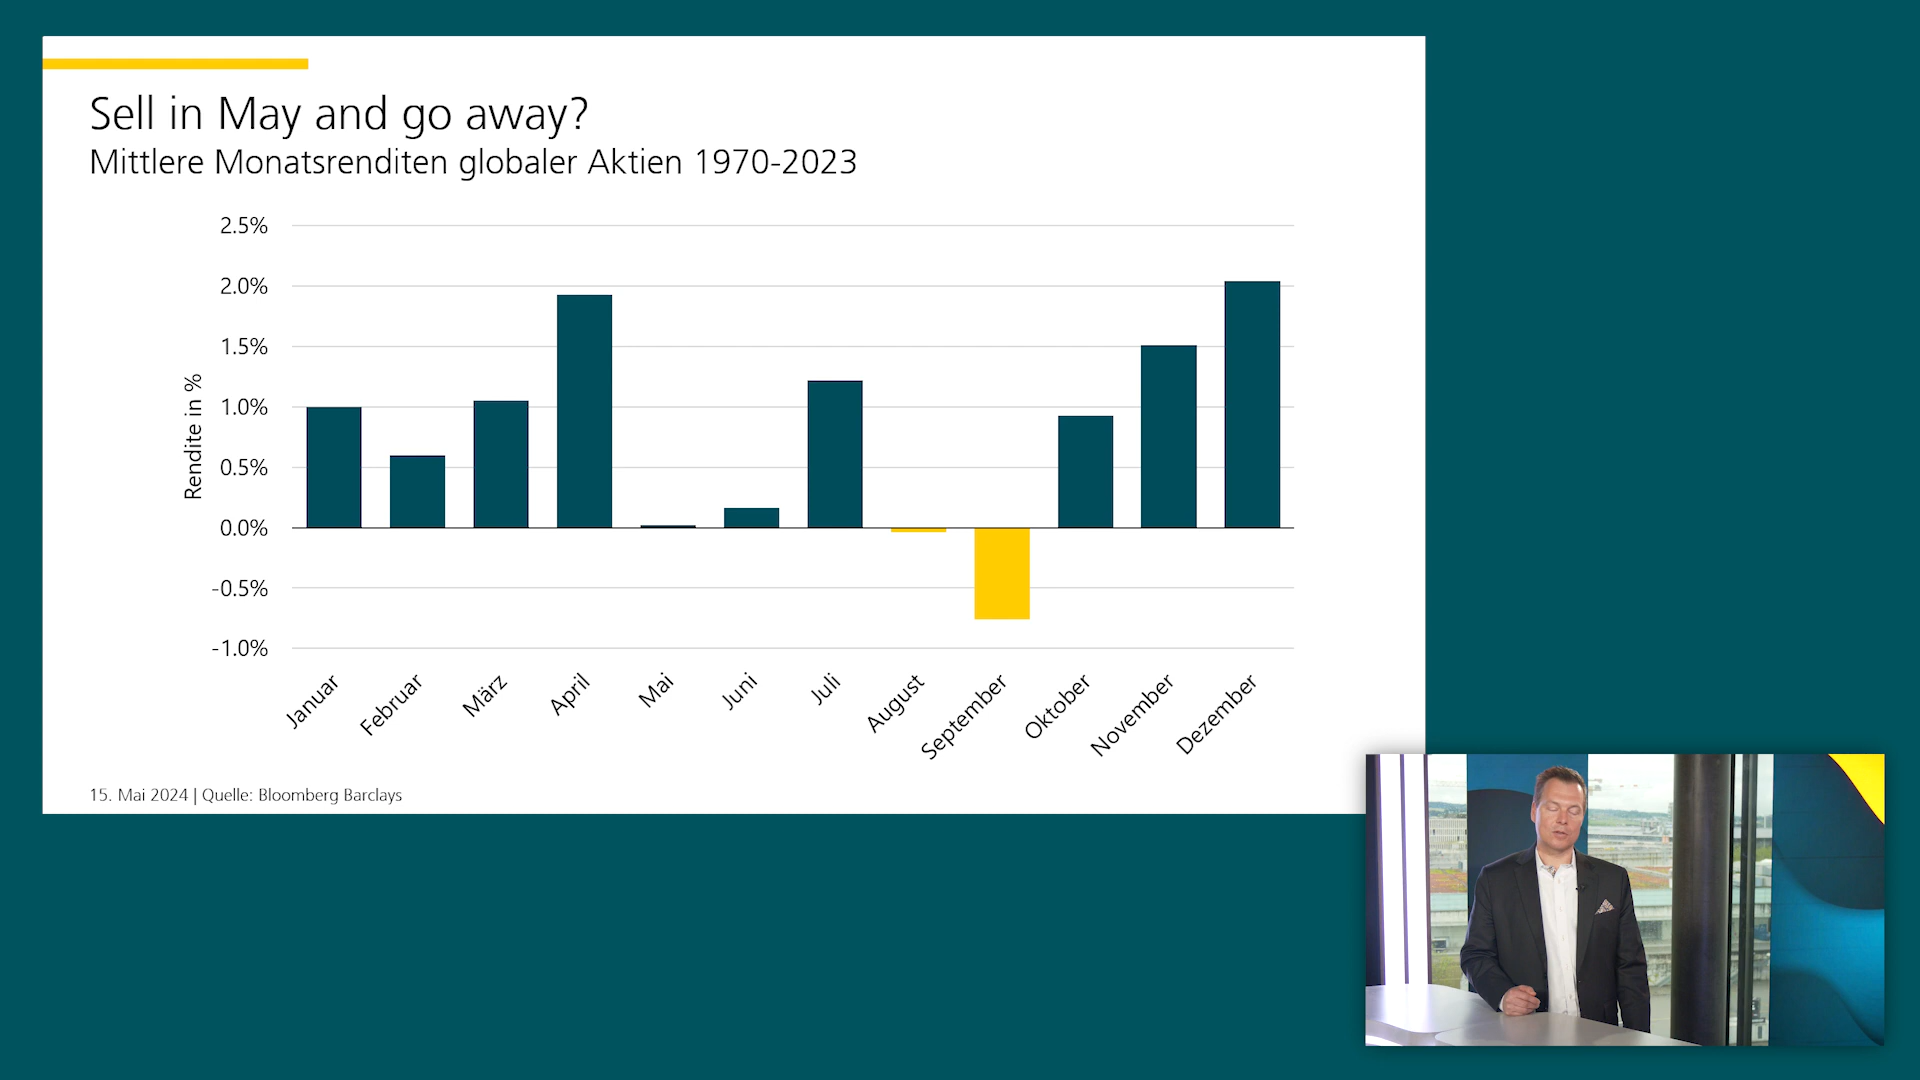 Sell in May and go away?
Mittlere Monatsrenditen globaler Aktien 1970-2023
2.5%
2.0%
1.5%
1.0%
0.5%
0.0%
-0.5%
-1.0%
Rendite in %
Januar
Februar
März
April
Mai
Juni
Juli
August
September
Oktober
November
Dezember
15. Mai 2024 | Quelle: Bloomberg Barclays